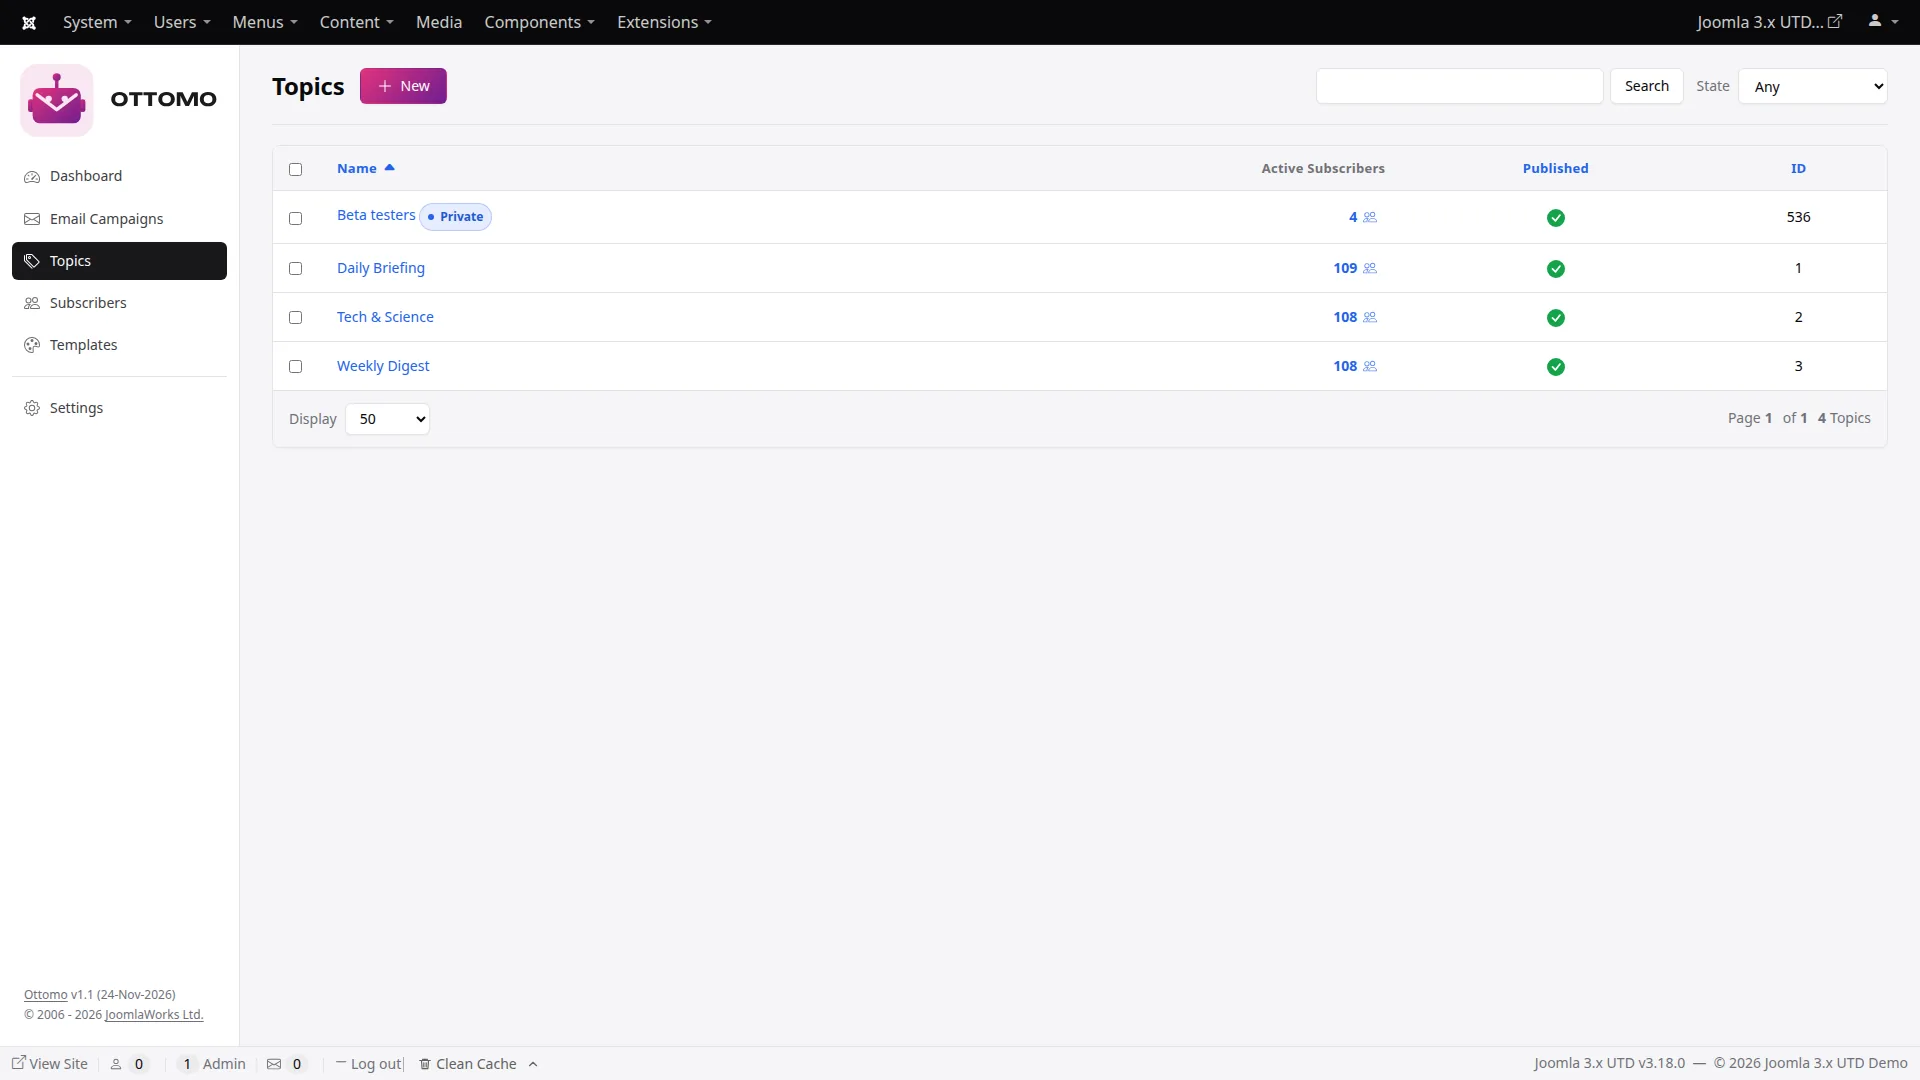 System Users Menus Content Media Components Extensions Joomla 3.x UTD...
OTTOMO
Dashboard
Email Campaigns
Topics
Subscribers
Templates
Settings
Topics New Search State Any
Name Active Subscribers Published ID
Beta testers Private 4 536
Daily Briefing 109 1
Tech & Science 108 2
Weekly Digest 108 3
Display 50 Page 1 of 1 4 Topics
Ottomo v1.1 (24-Nov-2026)
© 2006 - 2026 JoomlaWorks Ltd.
View Site 0 1 Admin 0 Log out Clean Cache Joomla 3.x UTD v3.18.0 — © 2026 Joomla 3.x UTD Demo